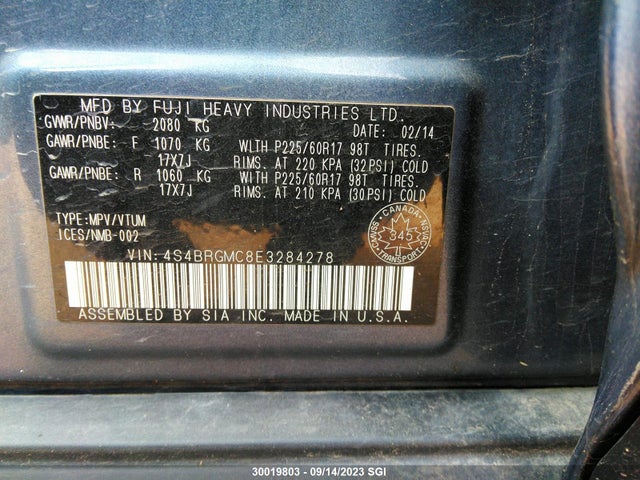 MFD BY FUJI HEAVY INDUSTRIES LTD.
GVWR/PNBV: 2080 KG DATE: 02/14
GAWR/PNBE: F 1070 KG WITH P225/60R17 98T TIRES.
17X7J RIMS. AT 220 KPA (32PSI) COLD
GAWR/PNBE: R 1060 KG WITH P225/60R17 98T TIRES.
17X7J RIMS. AT 210 KPA (30PSI) COLD
TYPE:MPV/VTUM
ICES/NMB-002
CANADA
345
CMVSS
NSVAC
VIN:4S4BRGMC8E3284278
ASSEMBLED BY SIA INC. MADE IN U.S.A.
30019803 - 09/14/2023 SGI